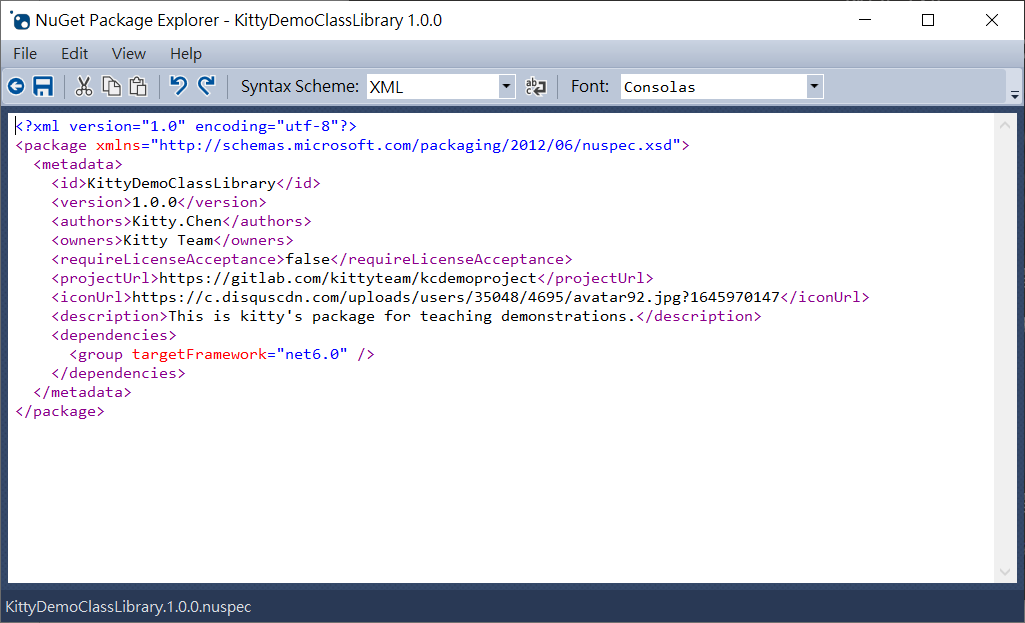 NuGet Package Explorer - KittyDemoClassLibrary 1.0.0
File Edit View Help
Syntax Scheme: XML Font: Consolas
<?xml version="1.0" encoding="utf-8"?>
<package xmlns="http://schemas.microsoft.com/packaging/2012/06/nuspec.xsd">
  <metadata>
    <id>KittyDemoClassLibrary</id>
    <version>1.0.0</version>
    <authors>Kitty.Chen</authors>
    <owners>Kitty Team</owners>
    <requireLicenseAcceptance>false</requireLicenseAcceptance>
    <projectUrl>https://gitlab.com/kittyteam/kcdemoproject</projectUrl>
    <iconUrl>https://c.disquscdn.com/uploads/users/35048/4695/avatar92.jpg?1645970147</iconUrl>
    <description>This is kitty's package for teaching demonstrations.</description>
    <dependencies>
      <group targetFramework="net6.0" />
    </dependencies>
  </metadata>
</package>
KittyDemoClassLibrary.1.0.0.nuspec